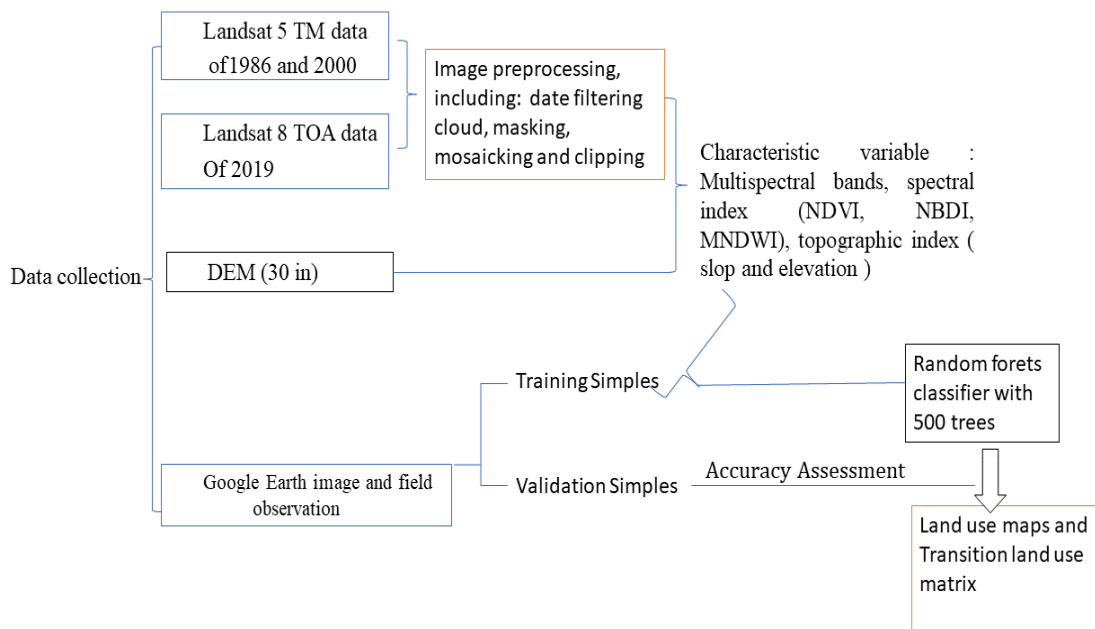 Landsat 5 TM data
of1986 and 2000
Landsat 8 TOA data
Of 2019
Image preprocessing,
including: date filtering
cloud, masking,
mosaicking and clipping
Characteristic variable :
Multispectral bands, spectral
index (NDVI, NBDI,
MNDWI), topographic index (
slop and elevation )
Data collection
DEM (30 in)
Training Simples
Random forets
classifier with
500 trees
Google Earth image and field
observation
Validation Simples
Accuracy Assessment
Land use maps and
Transition land use
matrix